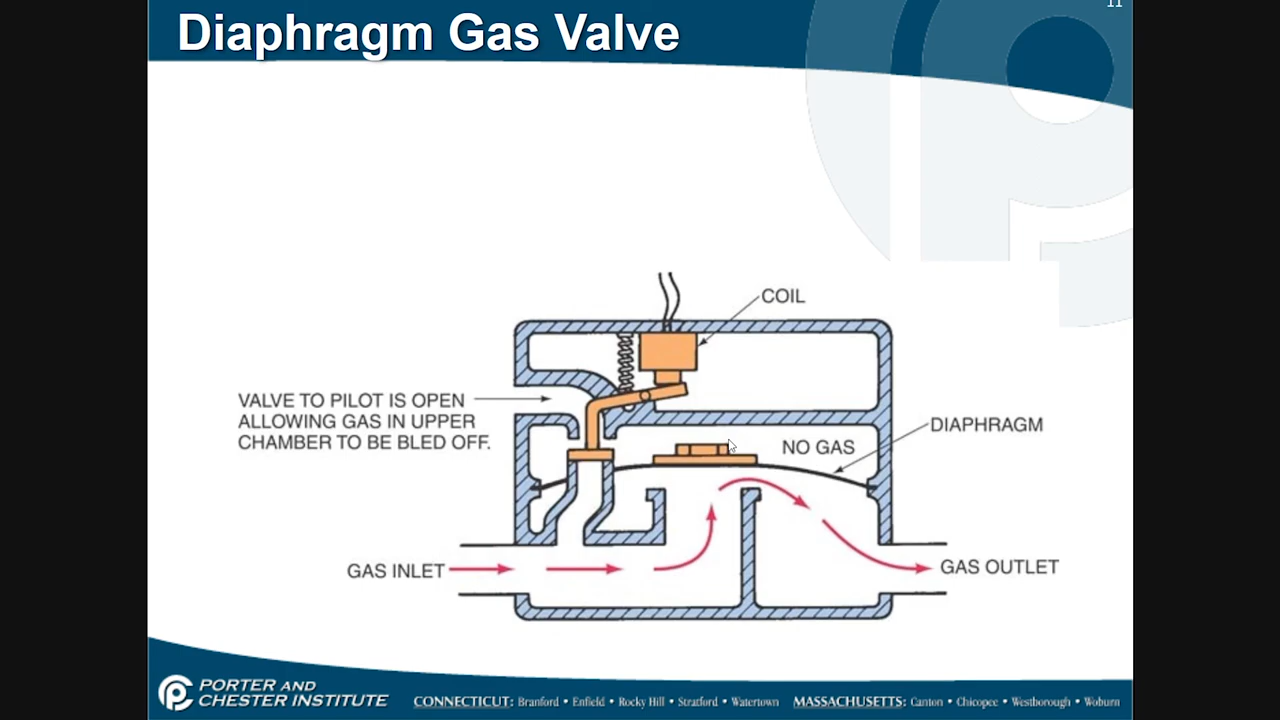 11
Diaphragm Gas Valve
COIL
VALVE TO PILOT IS OPEN
ALLOWING GAS IN UPPER
CHAMBER TO BE BLED OFF.
DIAPHRAGM
NO GAS
GAS INLET
GAS OUTLET
PORTER AND
CHESTER INSTITUTE
CONNECTICUT: Branford • Enfield • Rocky Hill • Stratford • Watertown MASSACHUSETTS: Canton • Chicopee • Westborough • Woburn